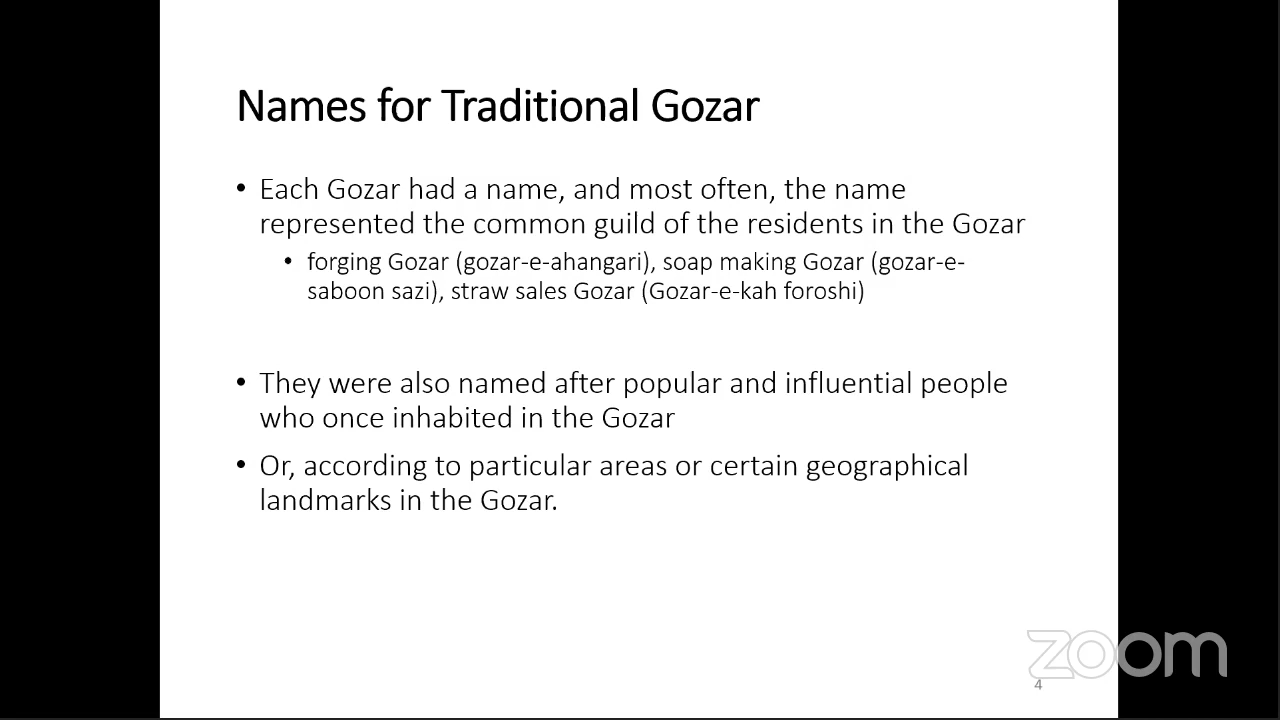 Names for Traditional Gozar
• Each Gozar had a name, and most often, the name
represented the common guild of the residents in the Gozar
• forging Gozar (gozar-e-ahangari), soap making Gozar (gozar-e-
saboon sazi), straw sales Gozar (Gozar-e-kah foroshi)
• They were also named after popular and influential people
who once inhabited in the Gozar
• Or, according to particular areas or certain geographical
landmarks in the Gozar.
zoom
4